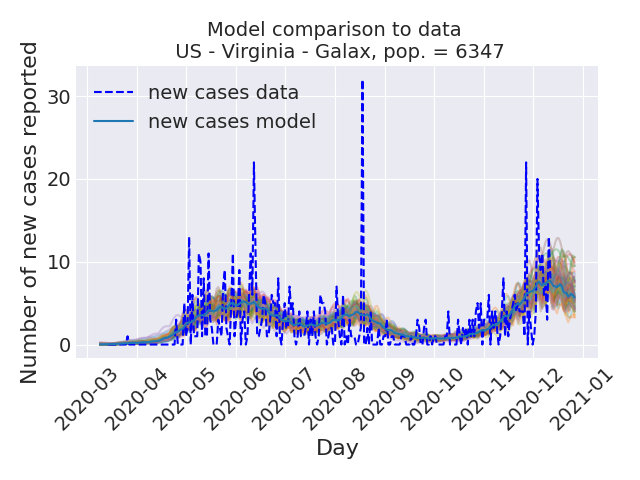 Model comparison to data
US - Virginia - Galax, pop. = 6347
Number of new cases reported
30
20
10
0
new cases data
new cases model
2020-03
2020-04
2020-05
2020-06
2020-07
2020-08
2020-09
2020-10
2020-11
2020-12
2021-01
Day